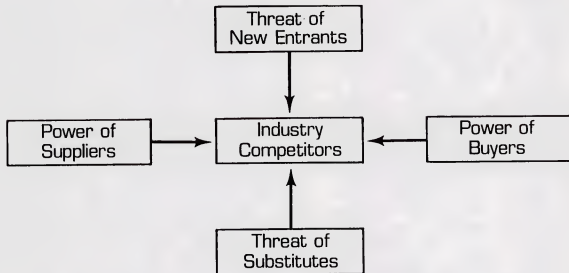 Threat of
New Entrants
Power of
Suppliers
Industry
Competitors
Power of
Buyers
Threat of
Substitutes